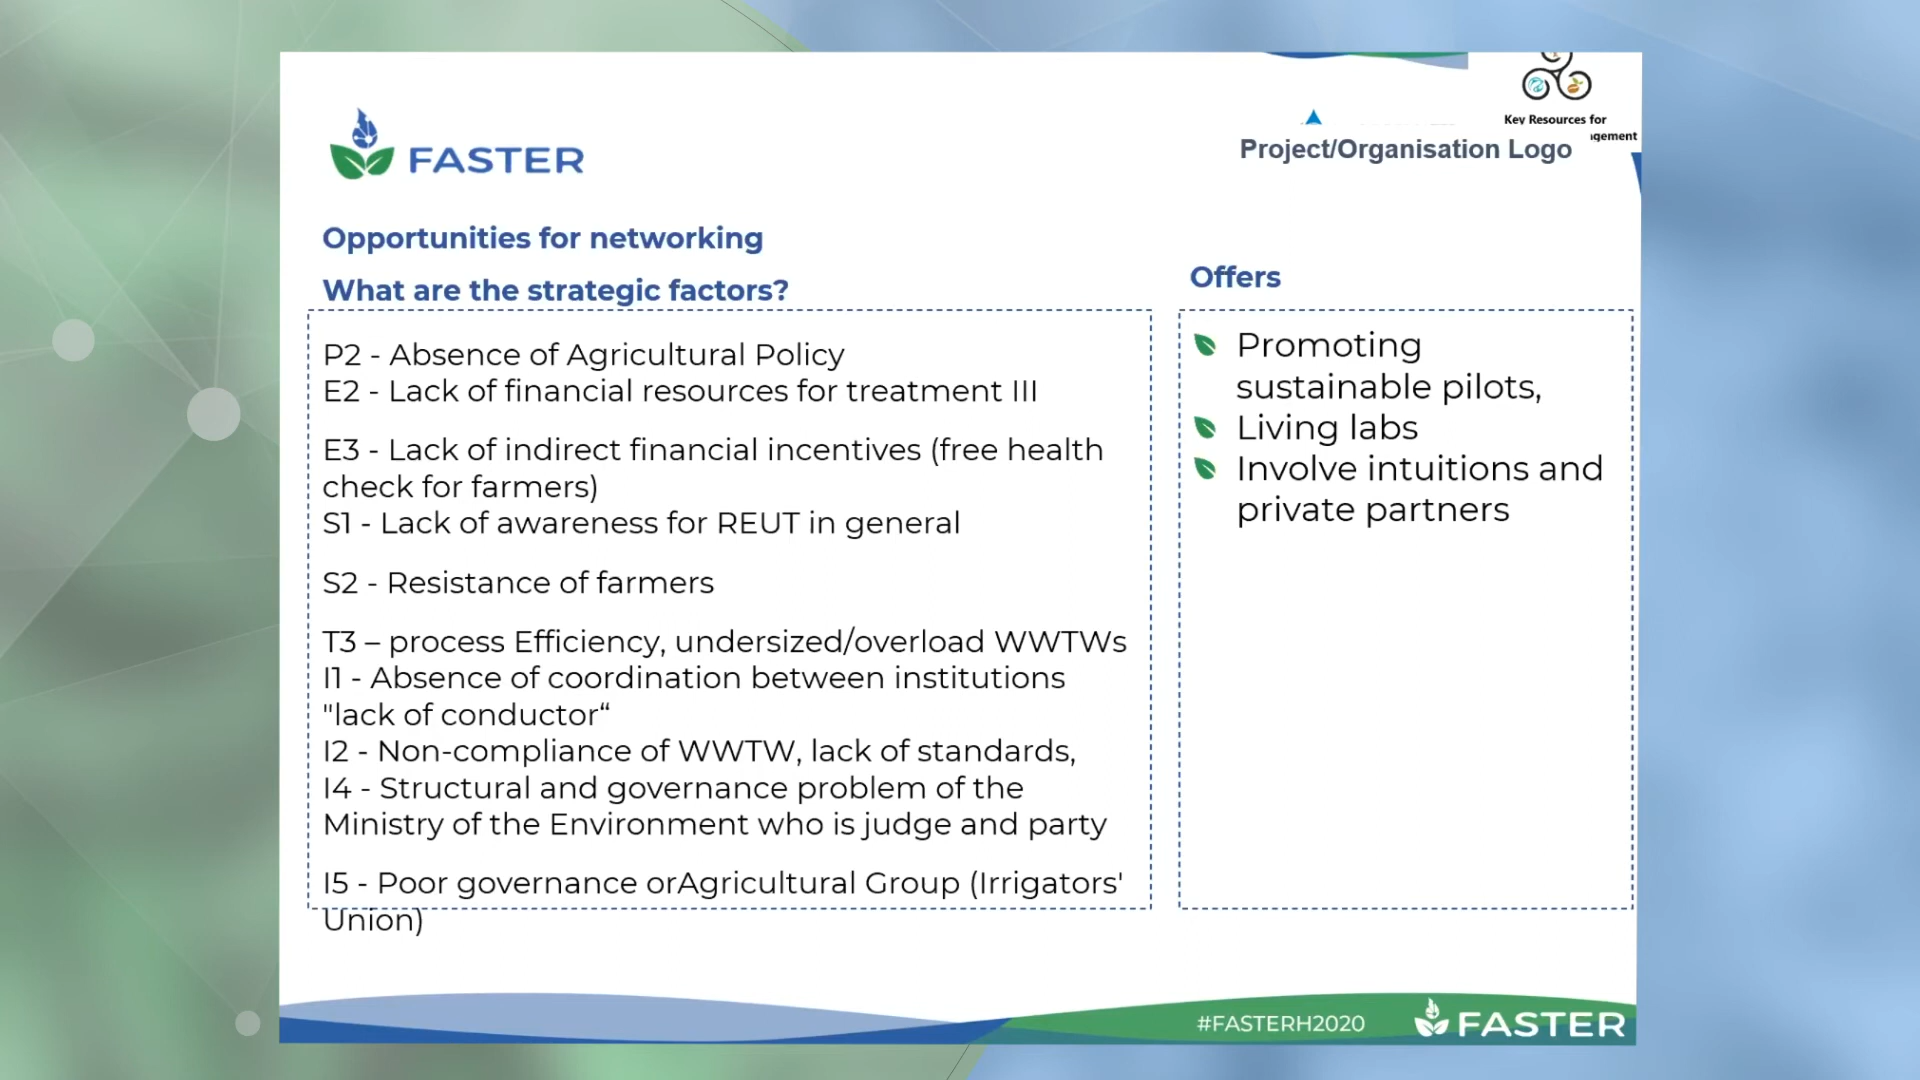 FASTER
Key Resources for
agement
Project/Organisation Logo
Opportunities for networking
What are the strategic factors?
P2 - Absence of Agricultural Policy
E2 - Lack of financial resources for treatment III
E3 - Lack of indirect financial incentives (free health
check for farmers)
S1 - Lack of awareness for REUT in general
S2 - Resistance of farmers
T3 – process Efficiency, undersized/overload WWTWs
I1 - Absence of coordination between institutions
"lack of conductor“
I2 - Non-compliance of WWTW, lack of standards,
I4 - Structural and governance problem of the
Ministry of the Environment who is judge and party
I5 - Poor governance orAgricultural Group (Irrigators'
Union)
Offers
Promoting
sustainable pilots,
Living labs
Involve intuitions and
private partners
#FASTERH2020
FASTER